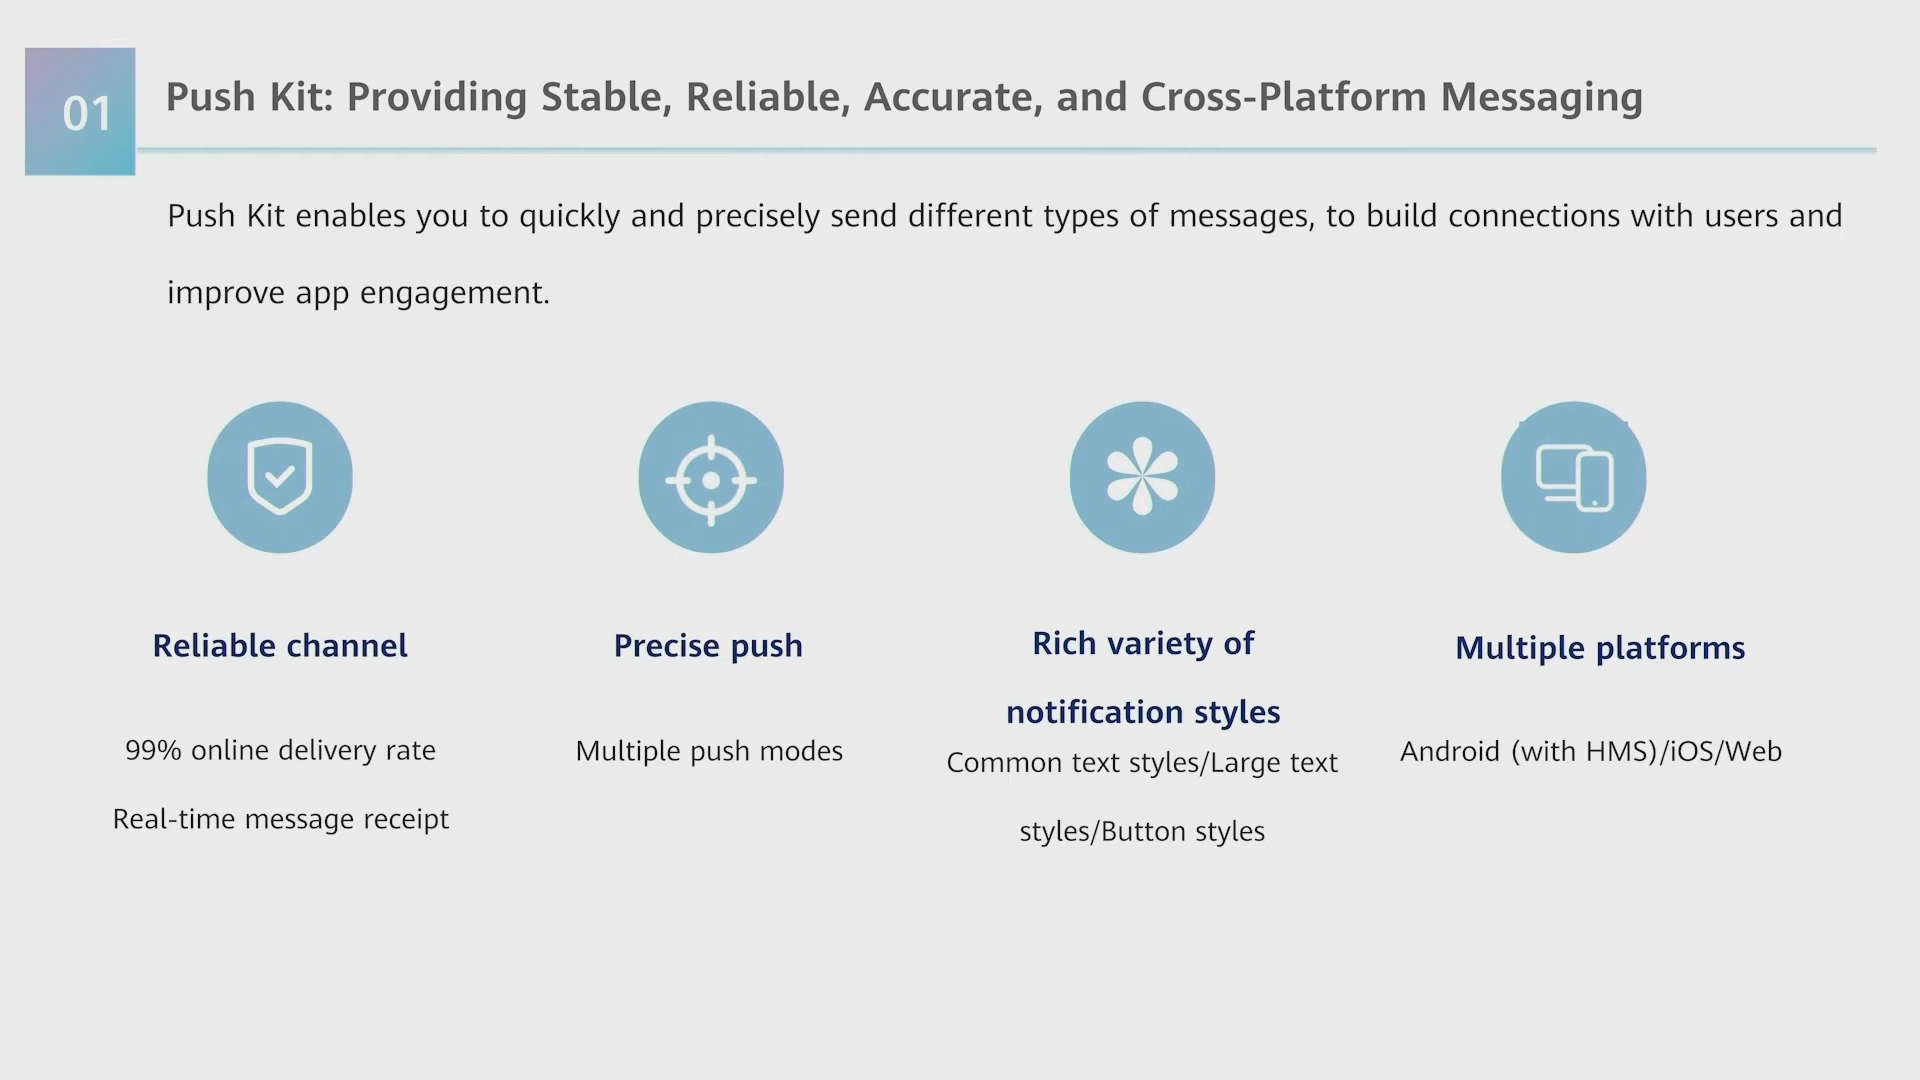 01
Push Kit: Providing Stable, Reliable, Accurate, and Cross-Platform Messaging
Push Kit enables you to quickly and precisely send different types of messages, to build connections with users and
improve app engagement.
Reliable channel
99% online delivery rate
Real-time message receipt
Precise push
Multiple push modes
Rich variety of
notification styles
Common text styles/Large text
styles/Button styles
Multiple platforms
Android (with HMS)/iOS/Web